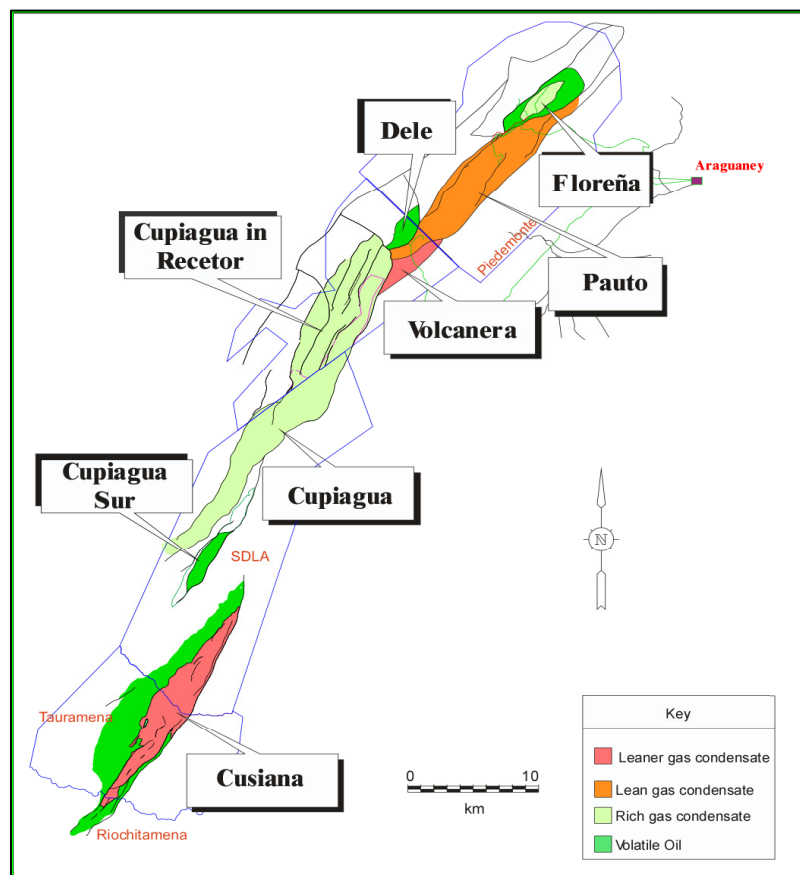 Dele
Floreña
Araguaney
Cupiagua in
Recetor
Piedemonte
Pauto
Volcanera
Cupiagua
Sur
Cupiagua
SDLA
N
Tauramena
Cusiana
Riochitamena
0 10
km
Key
Leaner gas condensate
Lean gas condensate
Rich gas condensate
Volatile Oil